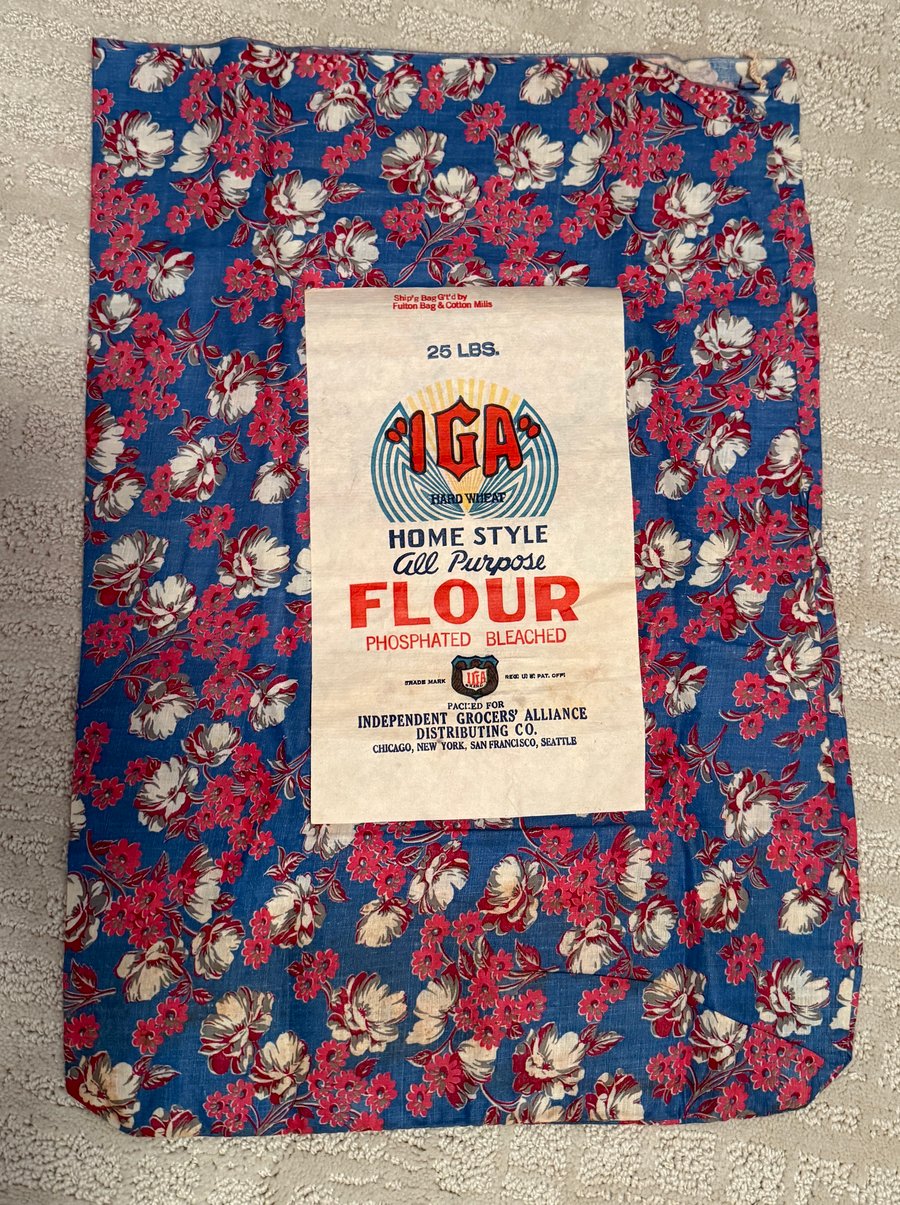 Ship'g Bag G't'd by
Fulton Bag & Cotton Mills
25 LBS.
"IGA"
HARD WHEAT
HOME STYLE
All Purpose
FLOUR
PHOSPHATED BLEACHED
TRADE MARK IGA REG. U. S. PAT. OFF.
PACKED FOR
INDEPENDENT GROCERS' ALLIANCE
DISTRIBUTING CO.
CHICAGO, NEW YORK, SAN FRANCISCO, SEATTLE